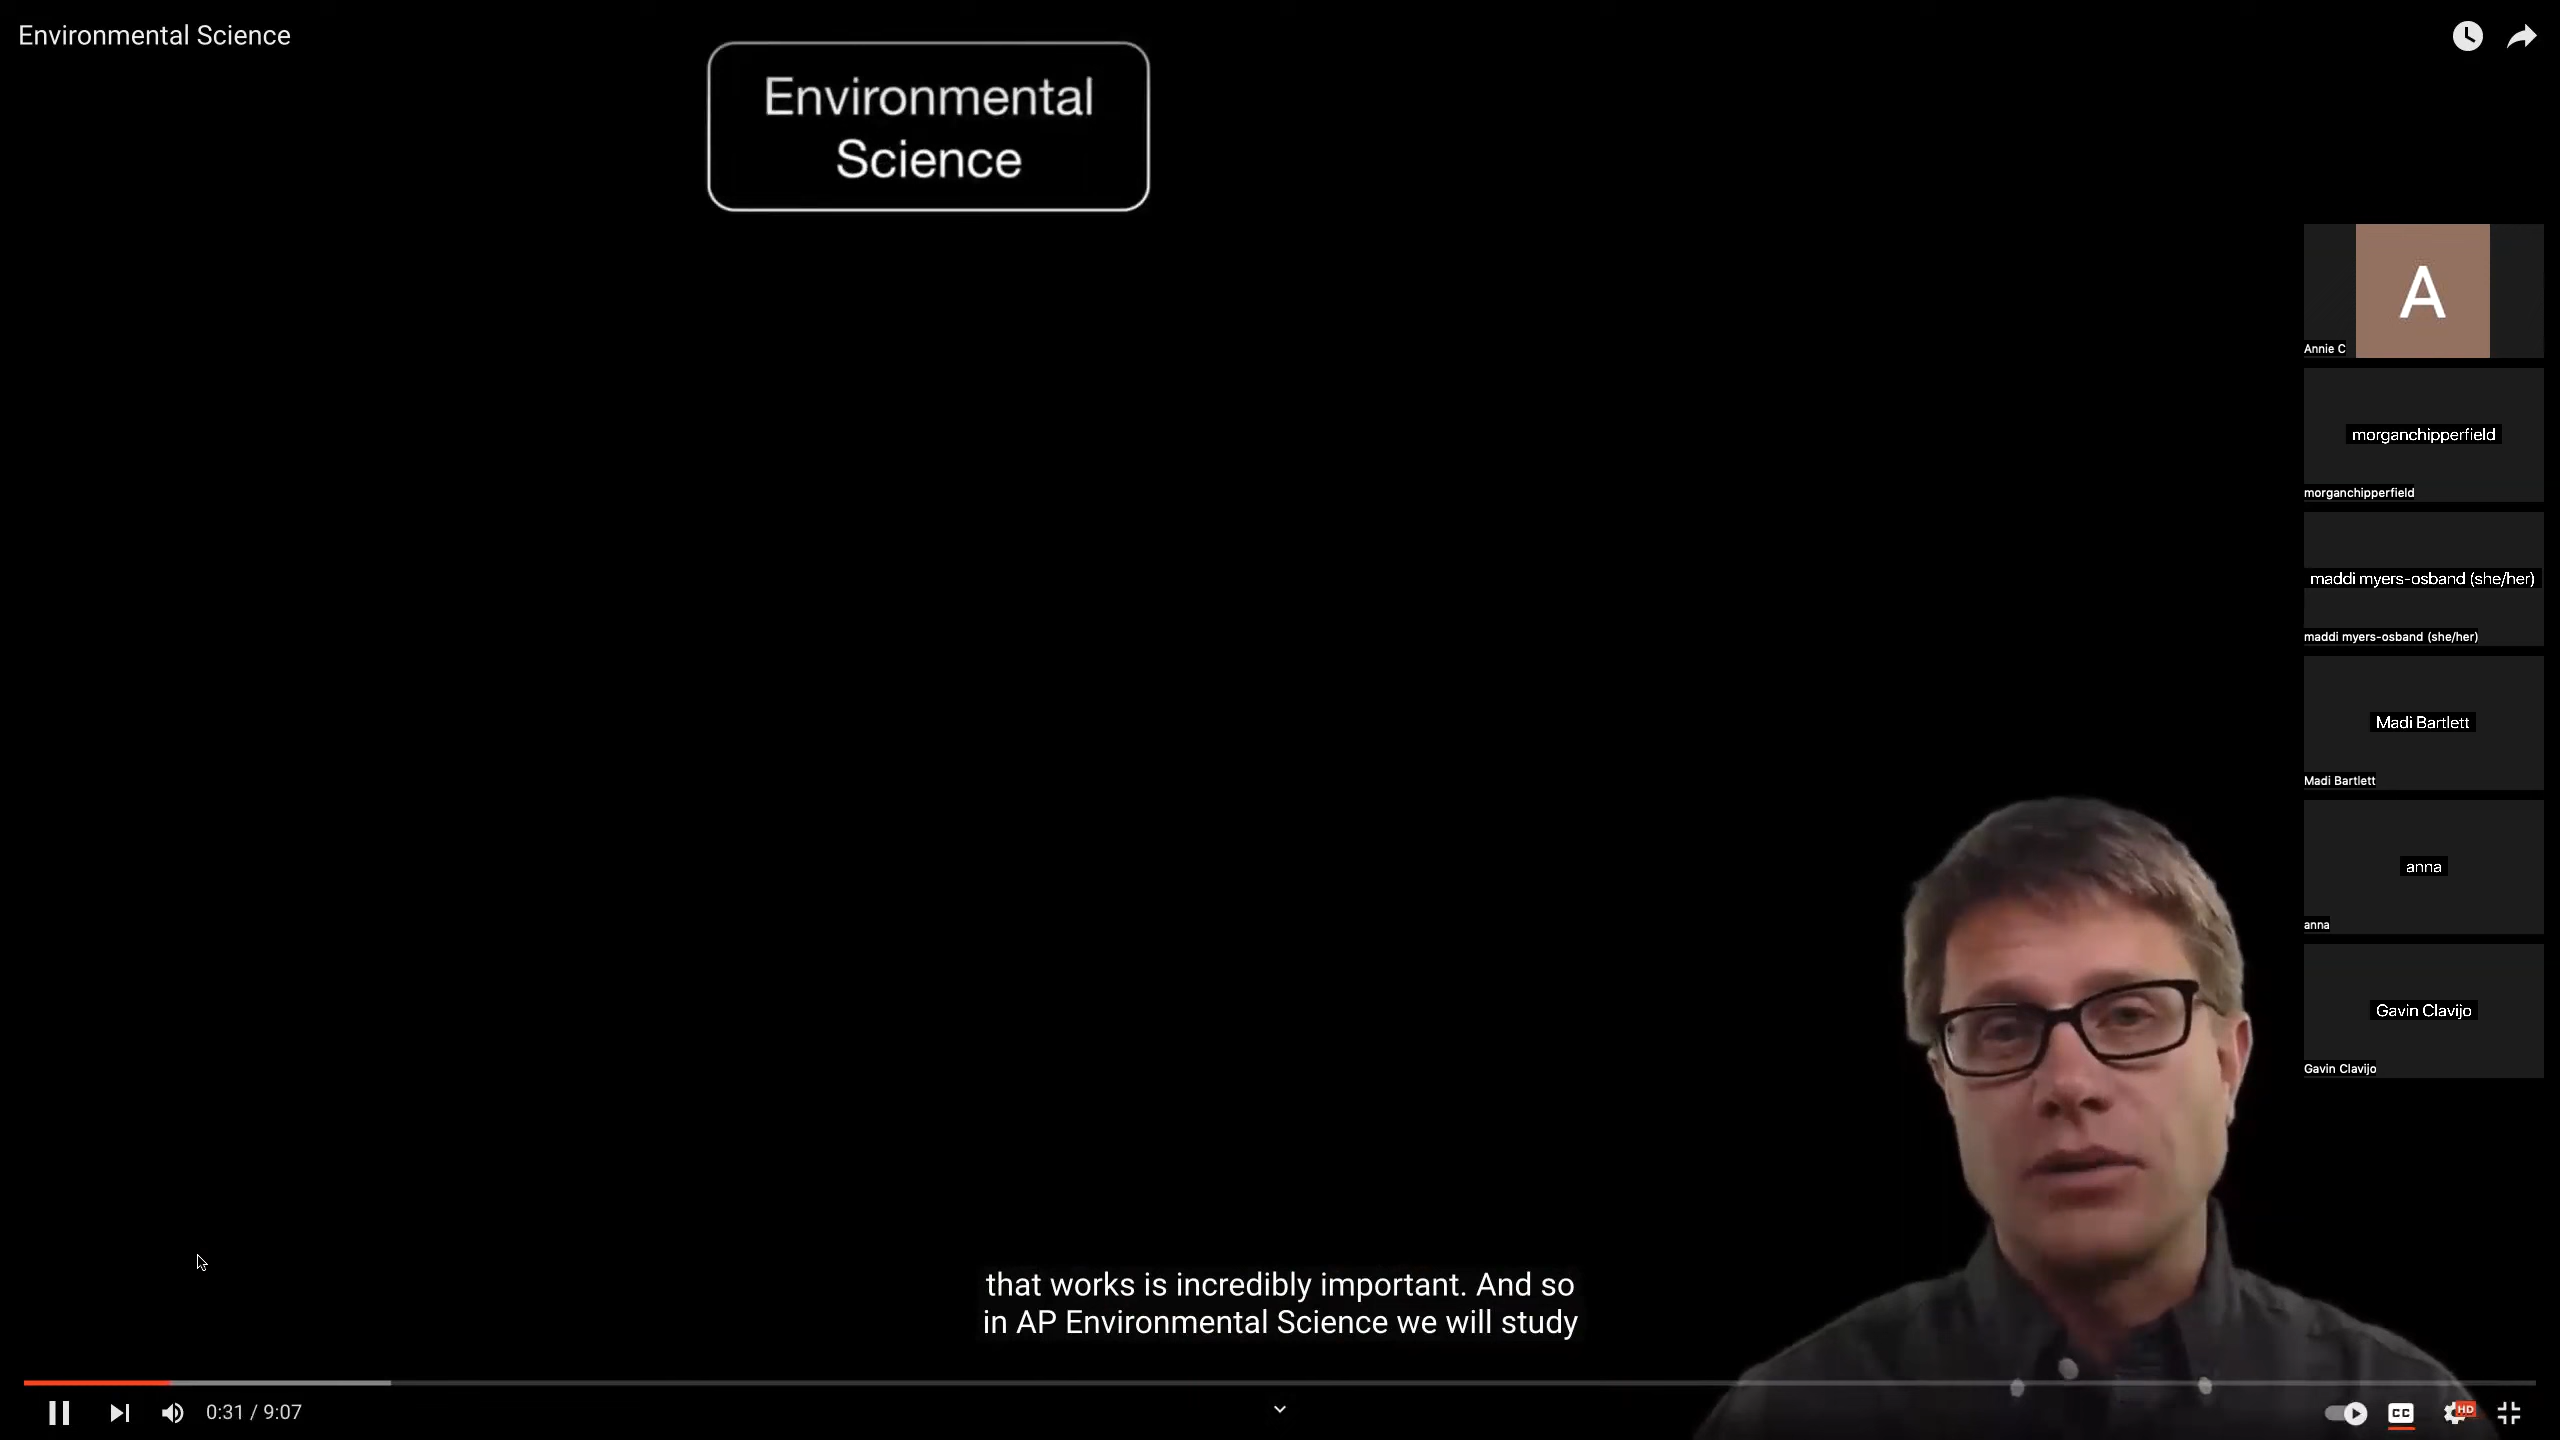 Environmental Science
Environmental
Science
A
Annie C
morganchipperfield
morganchipperfield
maddi myers-osband (she/her)
maddi myers-osband (she/her)
Madi Bartlett
Madi Bartlett
anna
anna
Gavin Clavijo
Gavin Clavijo
that works is incredibly important. And so
in AP Environmental Science we will study
0:31 / 9:07
CC
HD